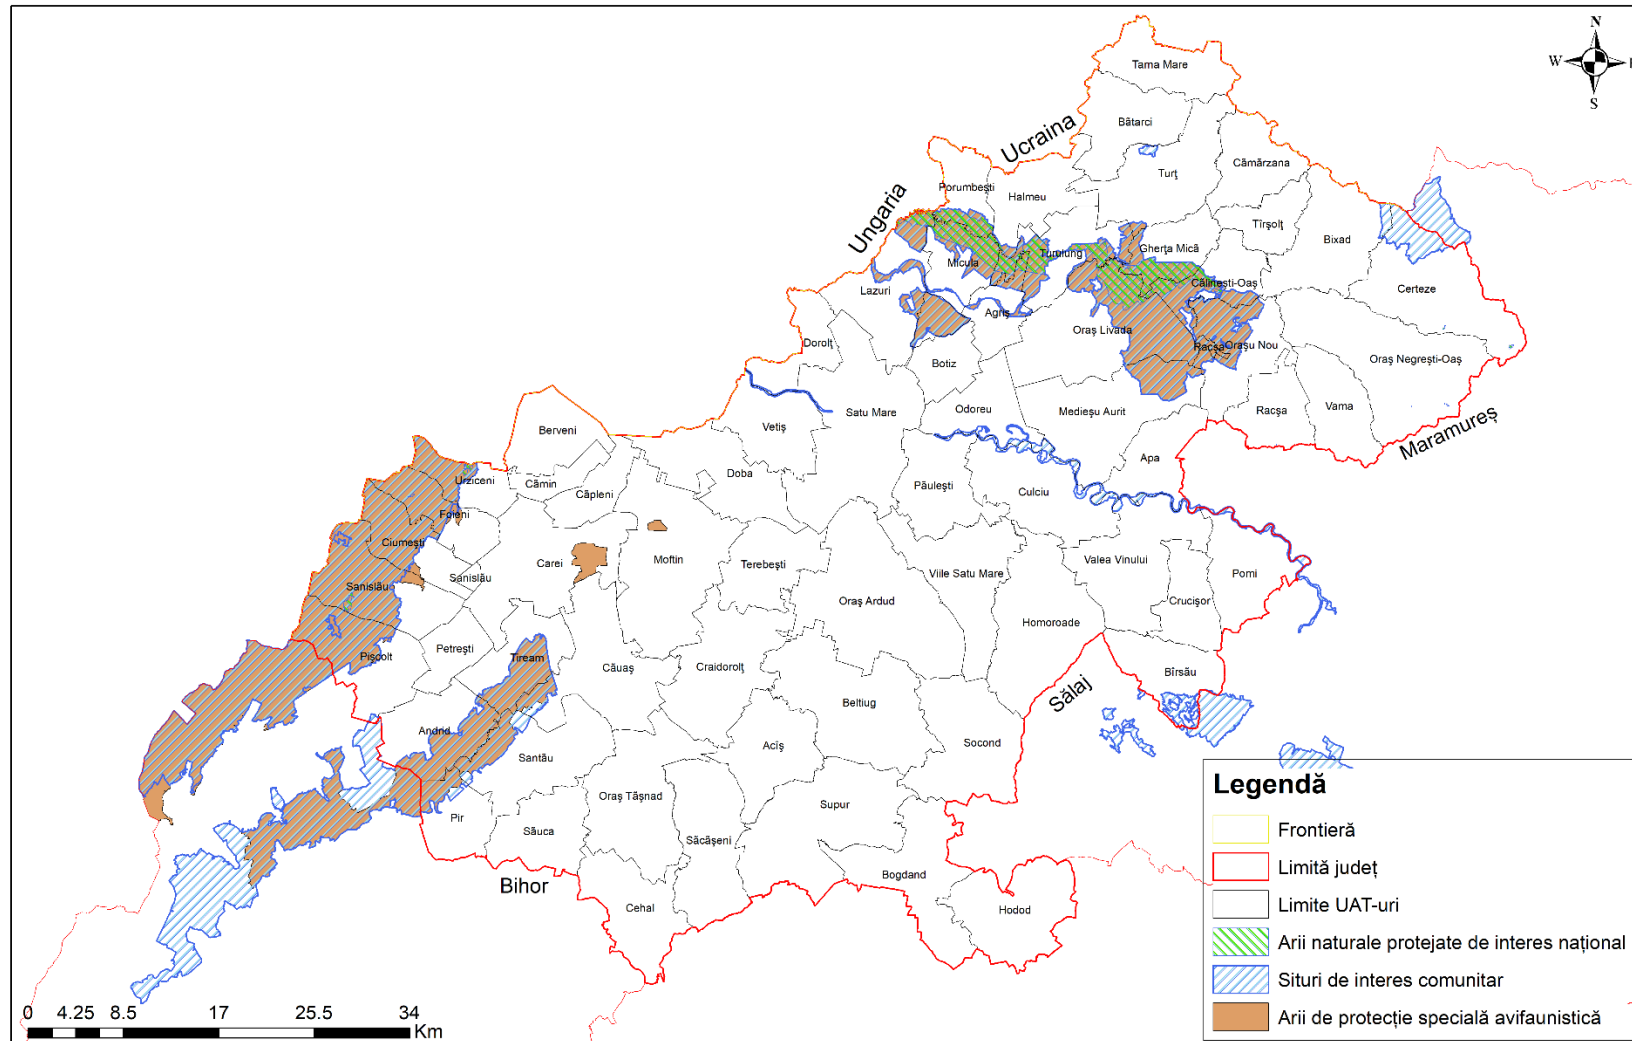 N
W
E
S
Tarna Mare
Ucraina
Bătarci
Cămărzana
Turț
Porumbești
Halmeu
Ungaria
Tîrșolț
Bixad
Turulung
Gherța Mică
Micula
Călinești-Oaș
Certeze
Lazuri
Agriș
Oraș Livada
Dorolț
Racșa
Orașu Nou
Oraș Negrești-Oaș
Botiz
Satu Mare
Odoreu
Medieșu Aurit
Racșa
Vama
Maramureș
Berveni
Vetiș
Apa
Doba
Urziceni
Cămin
Căpleni
Păulești
Culciu
Foieni
Ciumești
Carei
Moftin
Terebești
Viile Satu Mare
Valea Vinului
Pomi
Sanislău
Sanislău
Oraș Ardud
Crucișor
Homoroade
Petrești
Pișcolt
Tiream
Căuaș
Craidorolț
Bîrsău
Sălaj
Beltiug
Andrid
Acîș
Socond
Santău
Oraș Tășnad
Supur
Pir
Săuca
Săcășeni
Bihor
Bogdand
Cehal
Hodod
Legendă
Frontieră
Limită județ
Limite UAT-uri
Arii naturale protejate de interes național
Situri de interes comunitar
Arii de protecție specială avifaunistică
0 4.25 8.5 17 25.5 34
Km